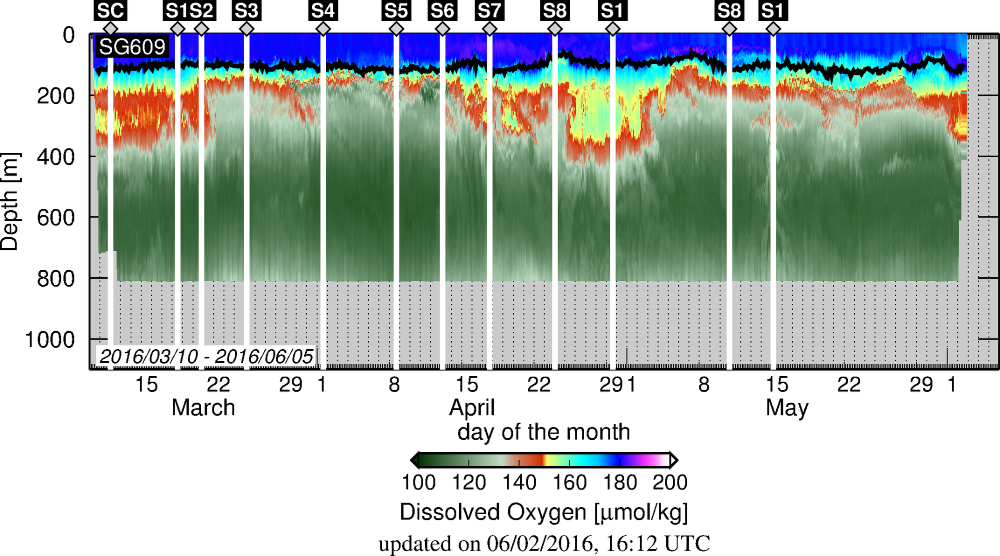 SC S1 S2 S3 S4 S5 S6 S7 S8 S1 S8 S1
SG609
0
200
400
600
800
1000
Depth [m]
2016/03/10 - 2016/06/05
15 22 29 1 8 15 22 29 1 8 15 22 29 1
March April May
day of the month
100 120 140 160 180 200
Dissolved Oxygen [µmol/kg]
updated on 06/02/2016, 16:12 UTC